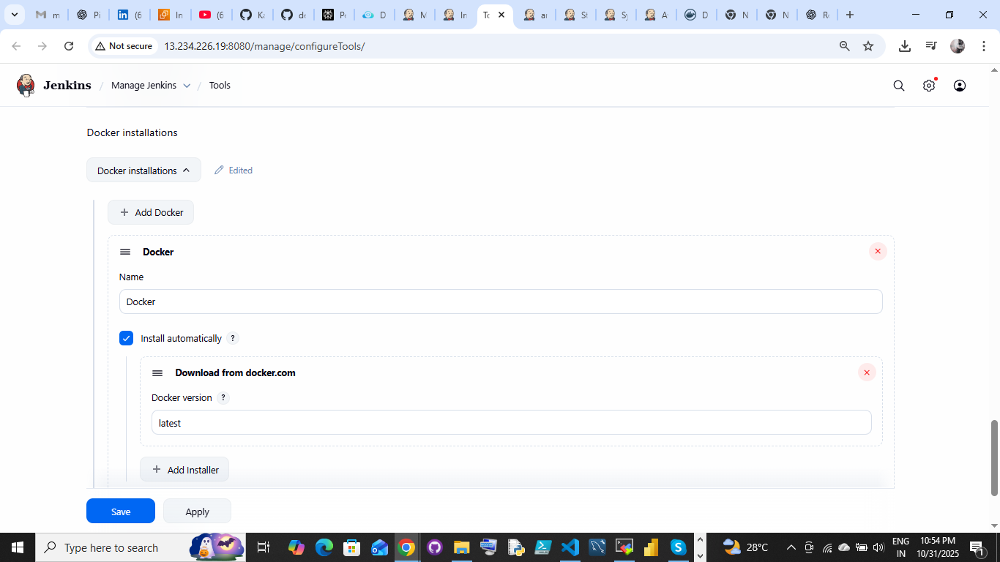 m
Pi
(6
In
(6
Ka
de
Pe
D
M
In
To
ar
St
Sy
A
D
N
N
Re
Not secure 13.234.226.19:8080/manage/configureTools/
Jenkins / Manage Jenkins / Tools
Docker installations
Docker installations Edited
+ Add Docker
Docker
Name
Docker
Install automatically ?
Download from docker.com
Docker version ?
latest
+ Add Installer
Save Apply
Type here to search
28°C
ENG
IN
10:54 PM
10/31/2025
1